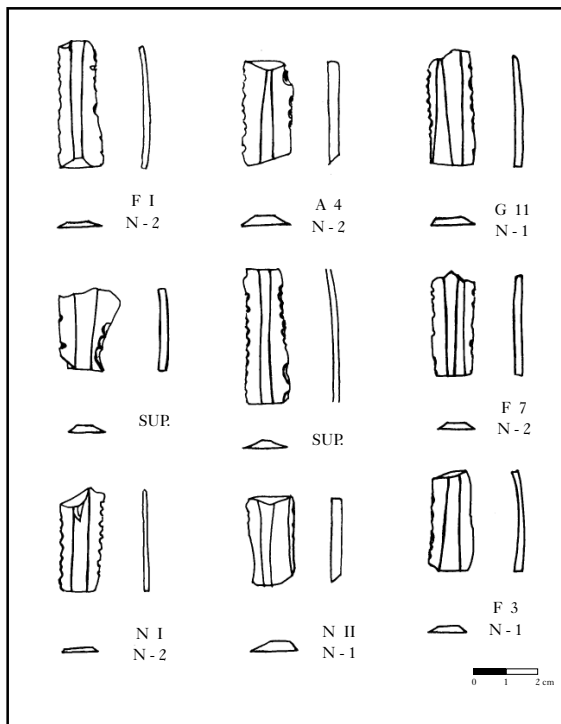 F I
N - 2
A 4
N - 2
G 11
N - 1
SUP.
SUP.
F 7
N - 2
N I
N - 2
N II
N - 1
F 3
N - 1
0 1 2 cm